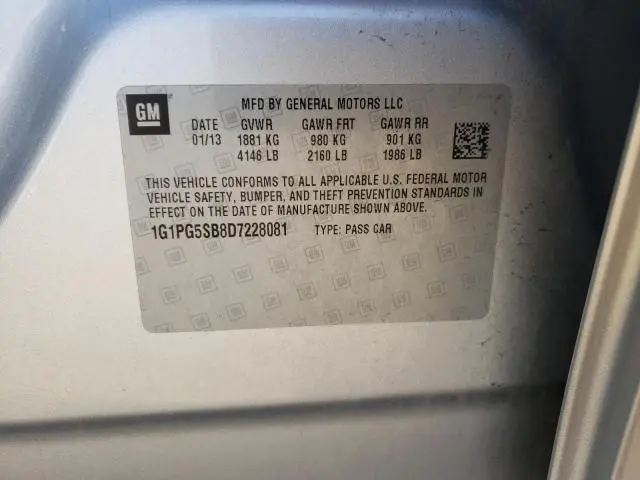 GM
MFD BY GENERAL MOTORS LLC
DATE GVWR GAWR FRT GAWR RR
01/13 1881 KG 980 KG 901 KG
4146 LB 2160 LB 1986 LB
THIS VEHICLE CONFORMS TO ALL APPLICABLE U.S. FEDERAL MOTOR
VEHICLE SAFETY, BUMPER, AND THEFT PREVENTION STANDARDS IN
EFFECT ON THE DATE OF MANUFACTURE SHOWN ABOVE.
1G1PG5SB8D7228081 TYPE: PASS CAR